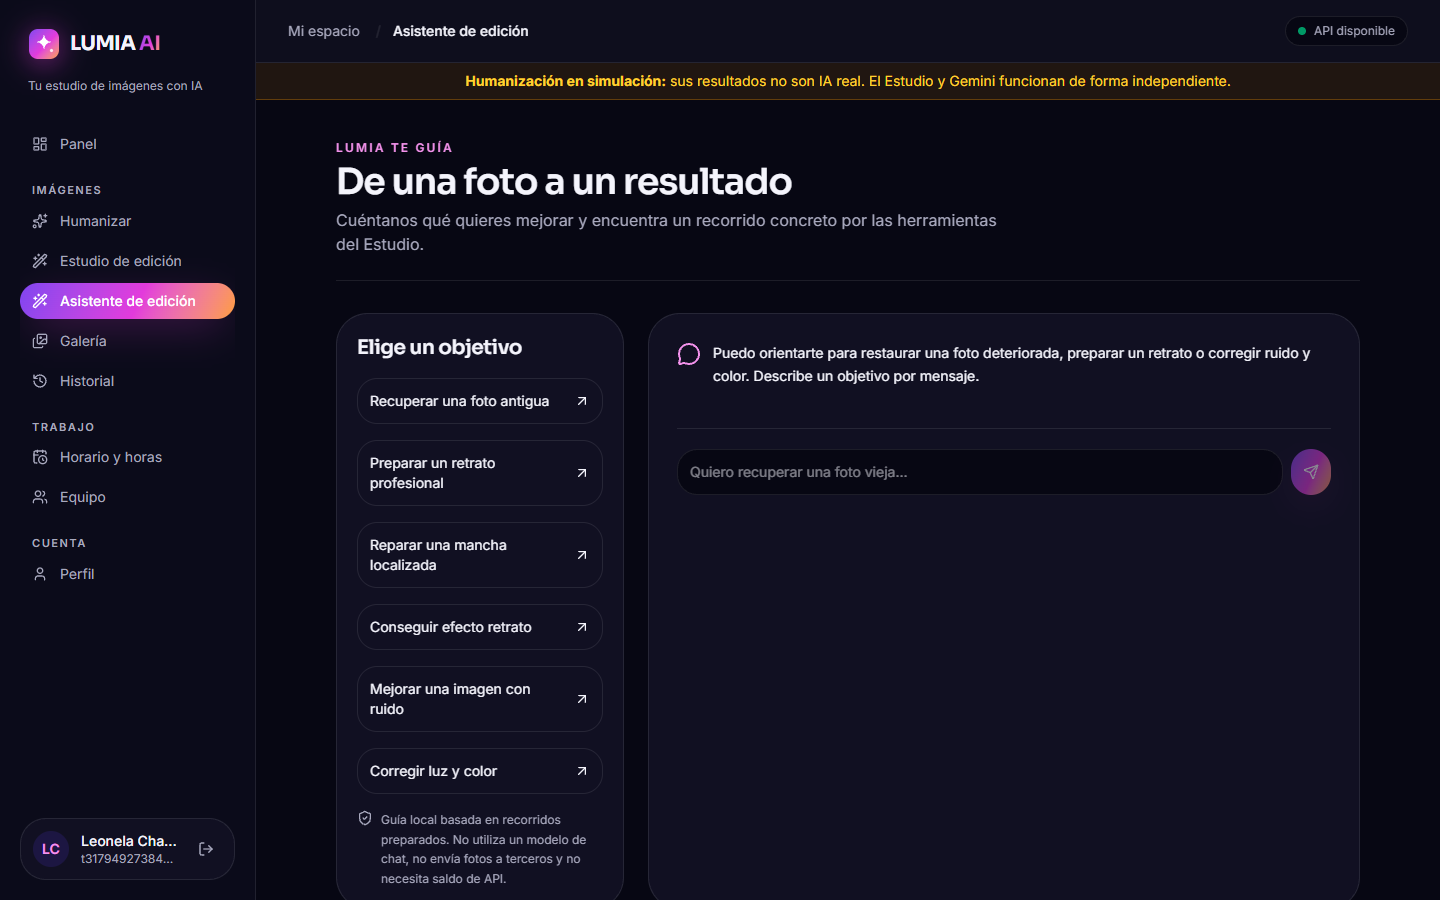 LUMIA AI
Tu estudio de imágenes con IA
Panel
IMÁGENES
Humanizar
Estudio de edición
Asistente de edición
Galería
Historial
TRABAJO
Horario y horas
Equipo
CUENTA
Perfil
LC
Leonela Cha...
t31794927384...
Mi espacio / Asistente de edición
API disponible
Humanización en simulación: sus resultados no son IA real. El Estudio y Gemini funcionan de forma independiente.
LUMIA TE GUÍA
De una foto a un resultado
Cuéntanos qué quieres mejorar y encuentra un recorrido concreto por las herramientas
del Estudio.
Elige un objetivo
Recuperar una foto antigua
Preparar un retrato
profesional
Reparar una mancha
localizada
Conseguir efecto retrato
Mejorar una imagen con
ruido
Corregir luz y color
Guía local basada en recorridos
preparados. No utiliza un modelo de
chat, no envía fotos a terceros y no
necesita saldo de API.
Puedo orientarte para restaurar una foto deteriorada, preparar un retrato o corregir ruido y
color. Describe un objetivo por mensaje.
Quiero recuperar una foto vieja...